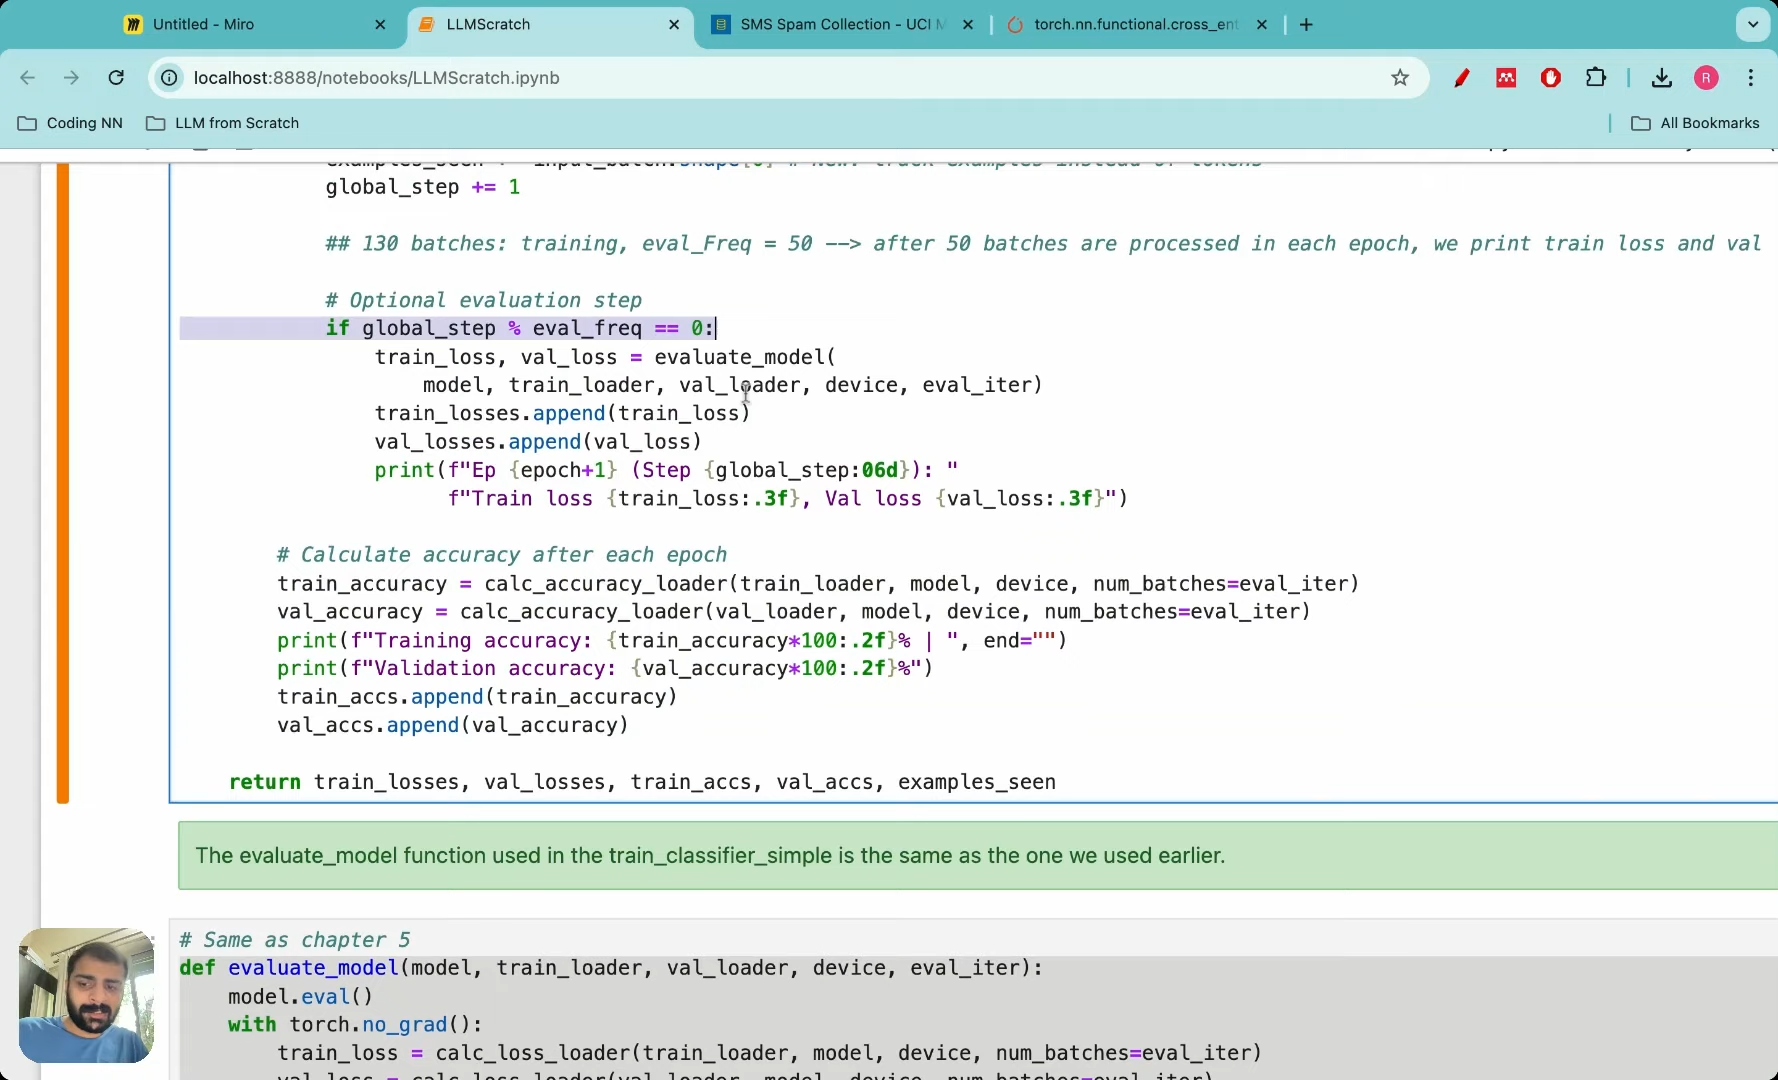 Untitled - Miro
LLMScratch
SMS Spam Collection - UCI M
torch.nn.functional.cross_ent
localhost:8888/notebooks/LLMScratch.ipynb
R
Coding NN
LLM from Scratch
All Bookmarks
global_step += 1
## 130 batches: training, eval_Freq = 50 --> after 50 batches are processed in each epoch, we print train loss and val
# Optional evaluation step
if global_step % eval_freq == 0:
train_loss, val_loss = evaluate_model(
model, train_loader, val_loader, device, eval_iter)
train_losses.append(train_loss)
val_losses.append(val_loss)
print(f"Ep {epoch+1} (Step {global_step:06d}): "
f"Train loss {train_loss:.3f}, Val loss {val_loss:.3f}")
# Calculate accuracy after each epoch
train_accuracy = calc_accuracy_loader(train_loader, model, device, num_batches=eval_iter)
val_accuracy = calc_accuracy_loader(val_loader, model, device, num_batches=eval_iter)
print(f"Training accuracy: {train_accuracy*100:.2f}% | ", end="")
print(f"Validation accuracy: {val_accuracy*100:.2f}%")
train_accs.append(train_accuracy)
val_accs.append(val_accuracy)
return train_losses, val_losses, train_accs, val_accs, examples_seen
The evaluate_model function used in the train_classifier_simple is the same as the one we used earlier.
# Same as chapter 5
def evaluate_model(model, train_loader, val_loader, device, eval_iter):
model.eval()
with torch.no_grad():
train_loss = calc_loss_loader(train_loader, model, device, num_batches=eval_iter)